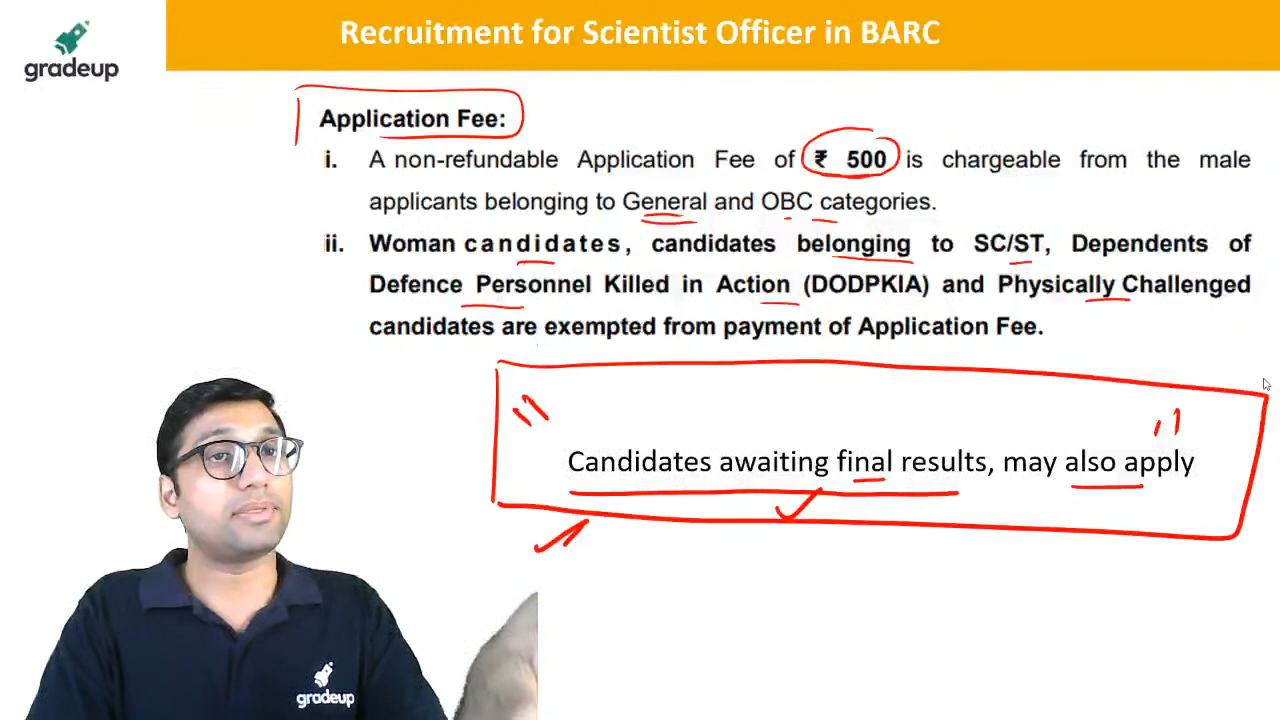 Recruitment for Scientist Officer in BARC
gradeup
Application Fee:
i. A non-refundable Application Fee of ₹ 500 is chargeable from the male
applicants belonging to General and OBC categories.
ii. Woman candidates, candidates belonging to SC/ST, Dependents of
Defence Personnel Killed in Action (DODPKIA) and Physically Challenged
candidates are exempted from payment of Application Fee.
Candidates awaiting final results, may also apply
gradeup